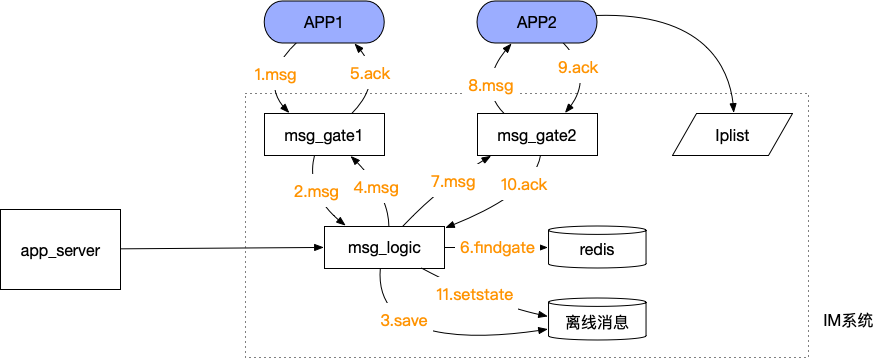 APP1
APP2
1.msg
5.ack
8.msg
9.ack
msg_gate1
msg_gate2
Iplist
2.msg
4.msg
7.msg
10.ack
app_server
msg_logic
6.findgate
redis
11.setstate
3.save
离线消息
IM系统